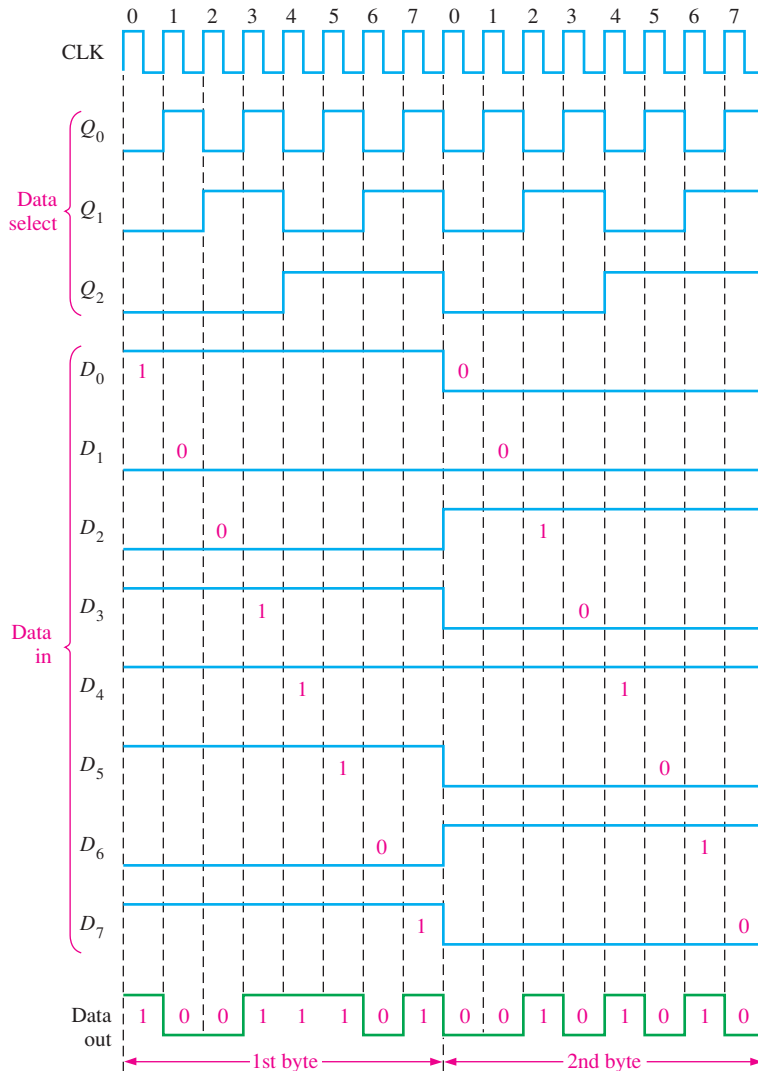 0 1 2 3 4 5 6 7 0 1 2 3 4 5 6 7
CLK
Q0
Data select
Q1
Q2
D0
1 0
D1
0 0
D2
0 1
D3
1 0
Data in
D4
1 1
D5
1 0
D6
0 1
D7
1 0
Data out
1 0 0 1 1 1 0 1 0 0 1 0 1 0 1 0
1st byte 2nd byte